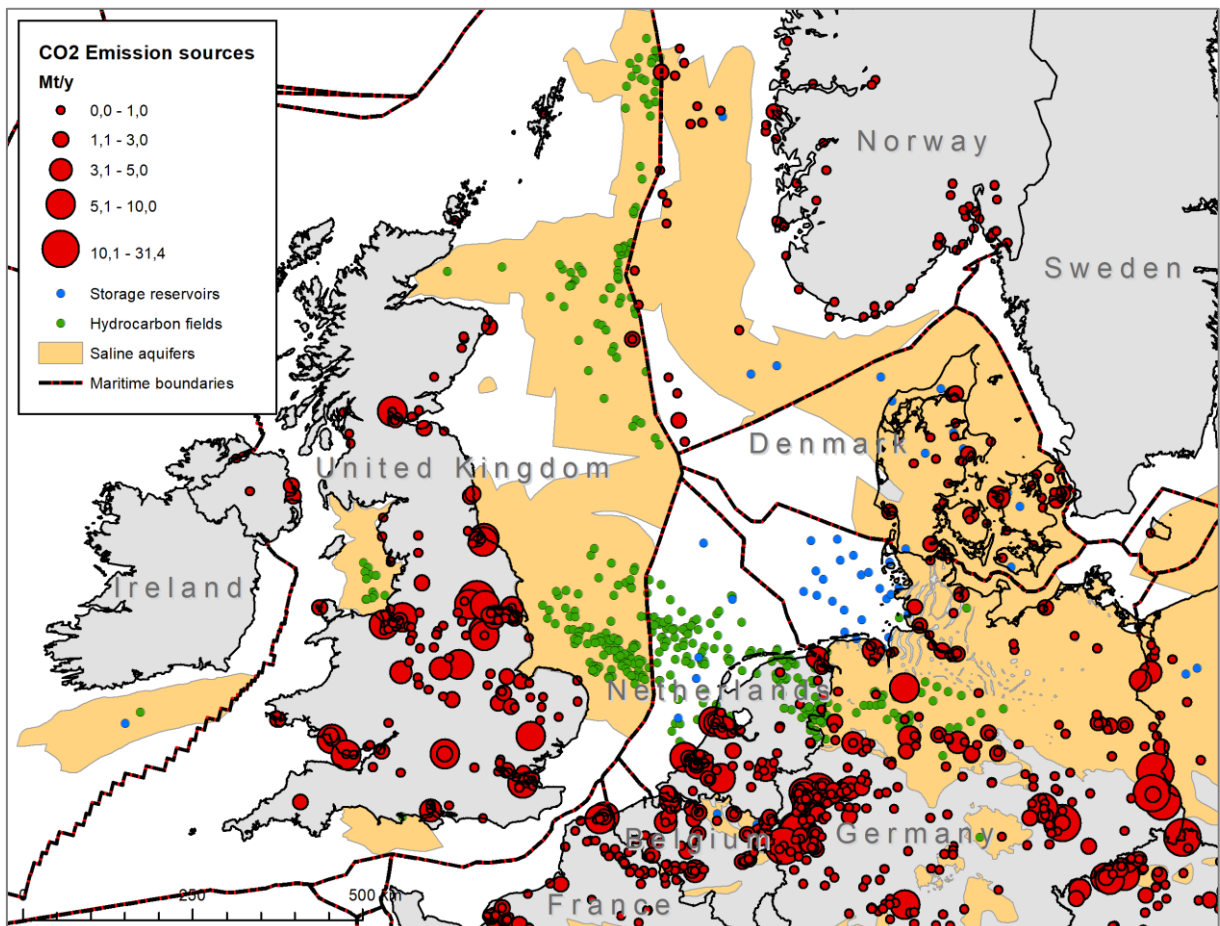 CO2 Emission sources
Mt/y
0,0 - 1,0
1,1 - 3,0
3,1 - 5,0
5,1 - 10,0
10,1 - 31,4
Storage reservoirs
Hydrocarbon fields
Saline aquifers
Maritime boundaries
Norway
Sweden
Denmark
United Kingdom
Ireland
Netherlands
Belgium
Germany
France
0 250 500 km